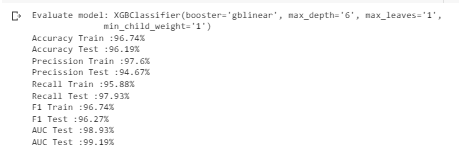 Evaluate model: XGBClassifier(booster='gblinear', max_depth='6', max_leaves='1',
min_child_weight='1')
Accuracy Train :96.74%
Accuracy Test :96.19%
Precission Train :97.6%
Precission Test :94.67%
Recall Train :95.88%
Recall Test :97.93%
F1 Train :96.74%
F1 Test :96.27%
AUC Test :98.93%
AUC Test :99.19%